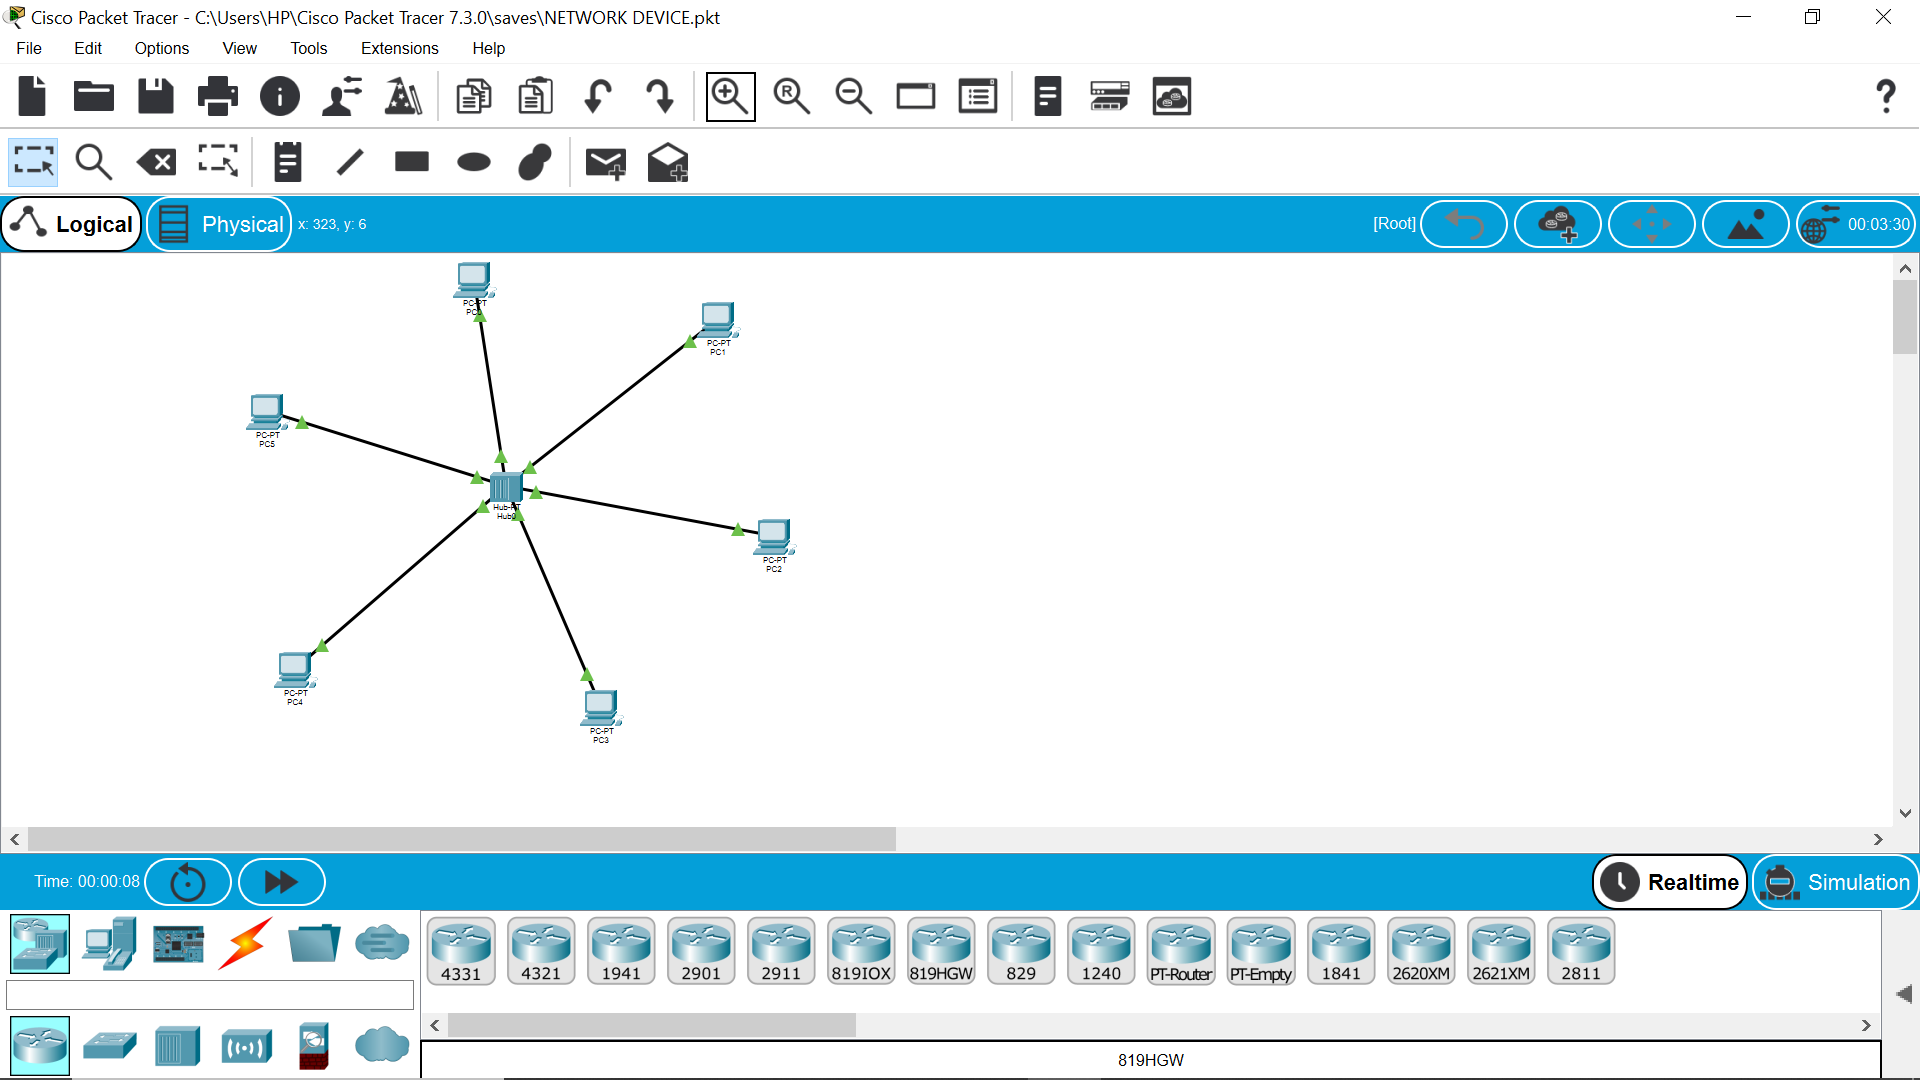 Cisco Packet Tracer - C:\Users\HP\Cisco Packet Tracer 7.3.0\saves\NETWORK DEVICE.pkt
File Edit Options View Tools Extensions Help
Logical Physical x: 323, y: 6 [Root] 00:03:30
PC-PT
PC0
PC-PT
PC1
PC-PT
PC5
Hub-PT
Hub0
PC-PT
PC2
PC-PT
PC4
PC-PT
PC3
Time: 00:00:08 Realtime Simulation
4331 4321 1941 2901 2911 819IOX 819HGW 829 1240 PT-Router PT-Empty 1841 2620XM 2621XM 2811
819HGW